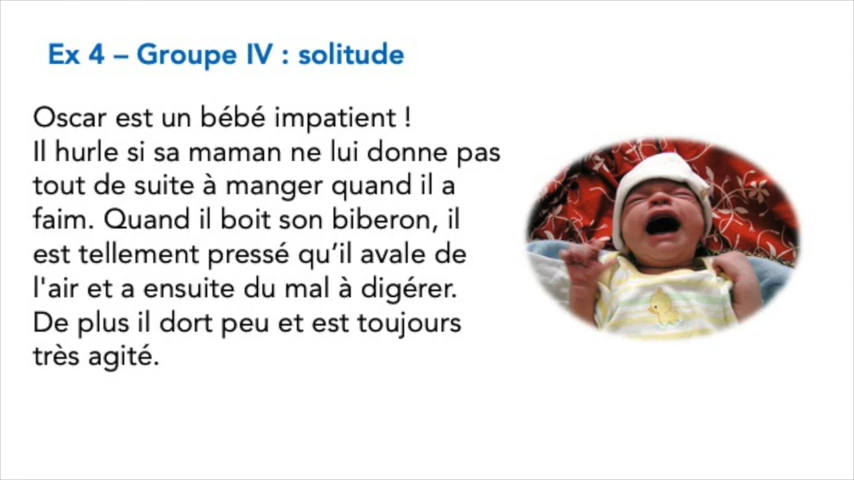 Ex 4 – Groupe IV : solitude
Oscar est un bébé impatient !
Il hurle si sa maman ne lui donne pas
tout de suite à manger quand il a
faim. Quand il boit son biberon, il
est tellement pressé qu’il avale de
l'air et a ensuite du mal à digérer.
De plus il dort peu et est toujours
très agité.